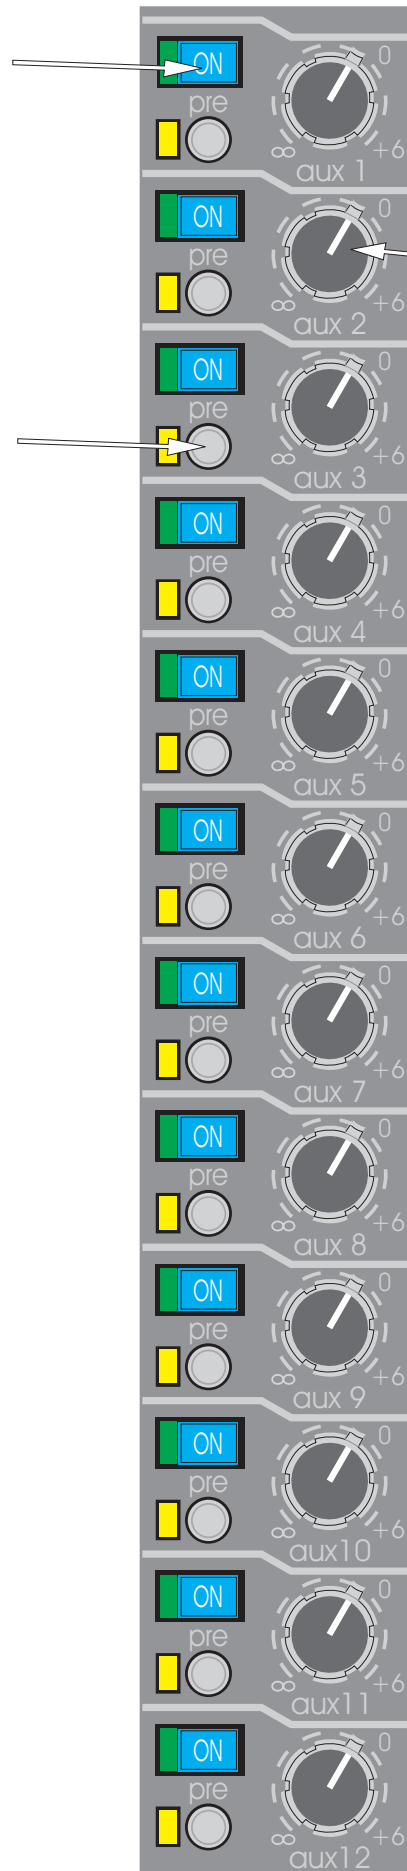 ON
0
pre
∞ +6
aux 1
ON
0
pre
∞ +6
aux 2
ON
0
pre
∞ +6
aux 3
ON
0
pre
∞ +6
aux 4
ON
0
pre
∞ +6
aux 5
ON
0
pre
∞ +6
aux 6
ON
0
pre
∞ +6
aux 7
ON
0
pre
∞ +6
aux 8
ON
0
pre
∞ +6
aux 9
ON
0
pre
∞ +6
aux10
ON
0
pre
∞ +6
aux11
ON
0
pre
∞ +6
aux12